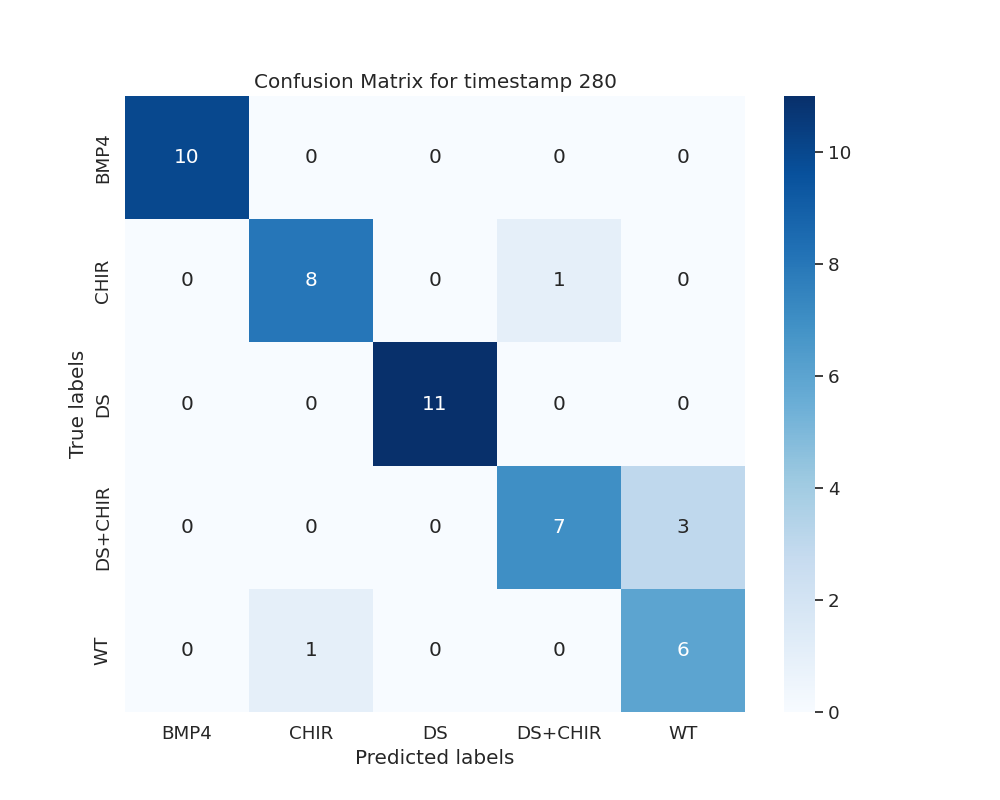 Confusion Matrix for timestamp 280
True labels
BMP4 10 0 0 0 0
CHIR 0 8 0 1 0
DS 0 0 11 0 0
DS+CHIR 0 0 0 7 3
WT 0 1 0 0 6
BMP4 CHIR DS DS+CHIR WT
Predicted labels
10
8
6
4
2
0